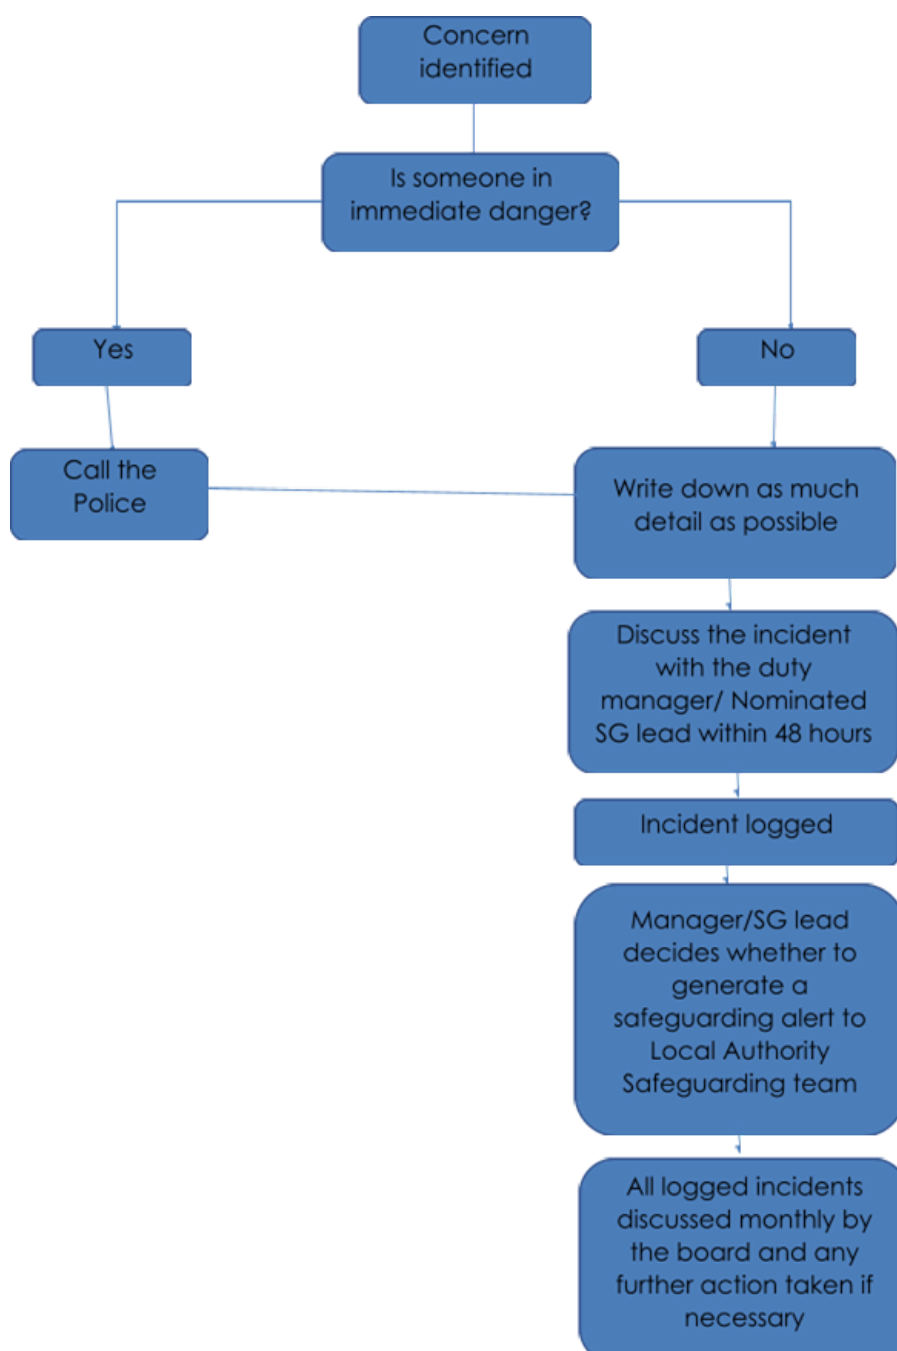 Concern
identified
Is someone in
immediate danger?
Yes
No
Call the
Police
Write down as much
detail as possible
Discuss the incident
with the duty
manager/ Nominated
SG lead within 48 hours
Incident logged
Manager/SG lead
decides whether to
generate a
safeguarding alert to
Local Authority
Safeguarding team
All logged incidents
discussed monthly by
the board and any
further action taken if
necessary